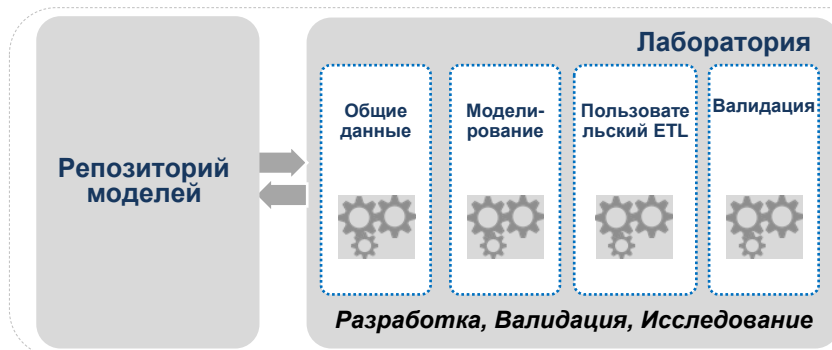 Лаборатория
Репозиторий
моделей
Общие
данные
Модели-
рование
Пользовате
льский ETL
Валидация
Разработка, Валидация, Исследование